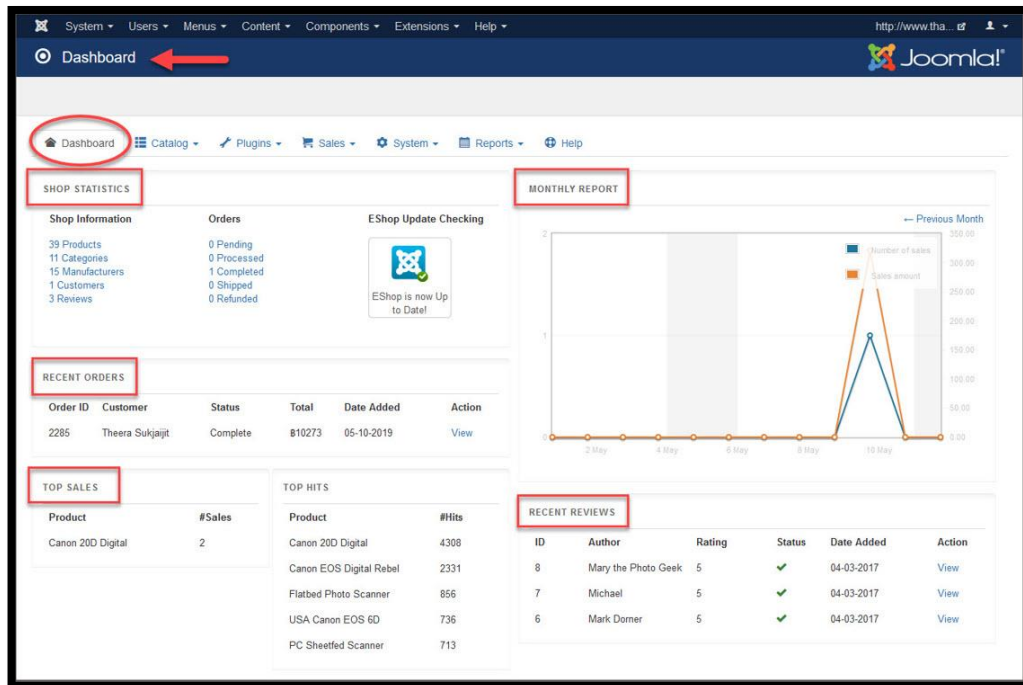 System Users Menus Content Components Extensions Help http://www.tha...
Dashboard Joomla!
Dashboard Catalog Plugins Sales System Reports Help
SHOP STATISTICS
Shop Information Orders EShop Update Checking
39 Products 0 Pending
11 Categories 0 Processed
15 Manufacturers 1 Completed
1 Customers 0 Shipped
3 Reviews 0 Refunded
EShop is now Up
to Date!
RECENT ORDERS
Order ID Customer Status Total Date Added Action
2285 Theera Sukjaijit Complete ฿10273 05-10-2019 View
TOP SALES
Product #Sales
Canon 20D Digital 2
TOP HITS
Product #Hits
Canon 20D Digital 4308
Canon EOS Digital Rebel 2331
Flatbed Photo Scanner 856
USA Canon EOS 6D 736
PC Sheetfed Scanner 713
MONTHLY REPORT
← Previous Month
Number of sales
Sales amount
2
1
0
350.00
300.00
250.00
200.00
150.00
100.00
50.00
0.00
2 May 4 May 6 May 8 May 10 May
RECENT REVIEWS
ID Author Rating Status Date Added Action
8 Mary the Photo Geek 5 04-03-2017 View
7 Michael 5 04-03-2017 View
6 Mark Dorner 5 04-03-2017 View